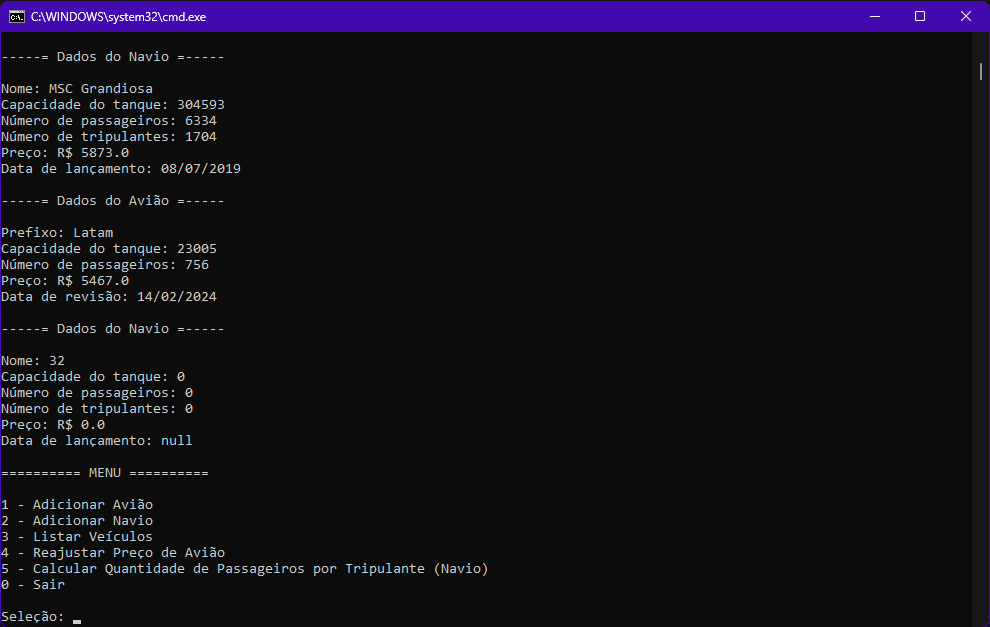 C:\WINDOWS\system32\cmd.exe
-----= Dados do Navio =-----
Nome: MSC Grandiosa
Capacidade do tanque: 304593
Número de passageiros: 6334
Número de tripulantes: 1704
Preço: R$ 5873.0
Data de lançamento: 08/07/2019
-----= Dados do Avião =-----
Prefixo: Latam
Capacidade do tanque: 23005
Número de passageiros: 756
Preço: R$ 5467.0
Data de revisão: 14/02/2024
-----= Dados do Navio =-----
Nome: 32
Capacidade do tanque: 0
Número de passageiros: 0
Número de tripulantes: 0
Preço: R$ 0.0
Data de lançamento: null
========== MENU ==========
1 - Adicionar Avião
2 - Adicionar Navio
3 - Listar Veículos
4 - Reajustar Preço de Avião
5 - Calcular Quantidade de Passageiros por Tripulante (Navio)
0 - Sair
Seleção: